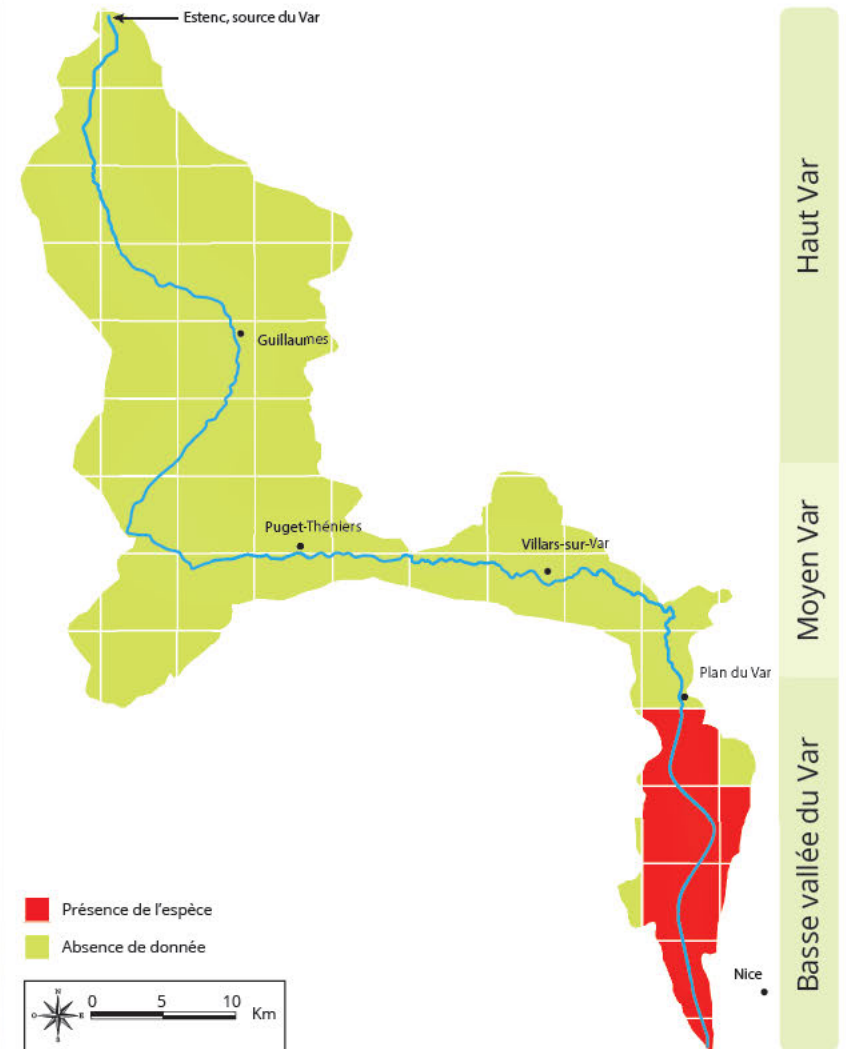 Estenc, source du Var
Haut Var
Guillaumes
Puget-Théniers
Villars-sur-Var
Moyen Var
Plan du Var
Basse vallée du Var
Présence de l'espèce
Absence de donnée
Nice
N
O
E
S
0 5 10 Km